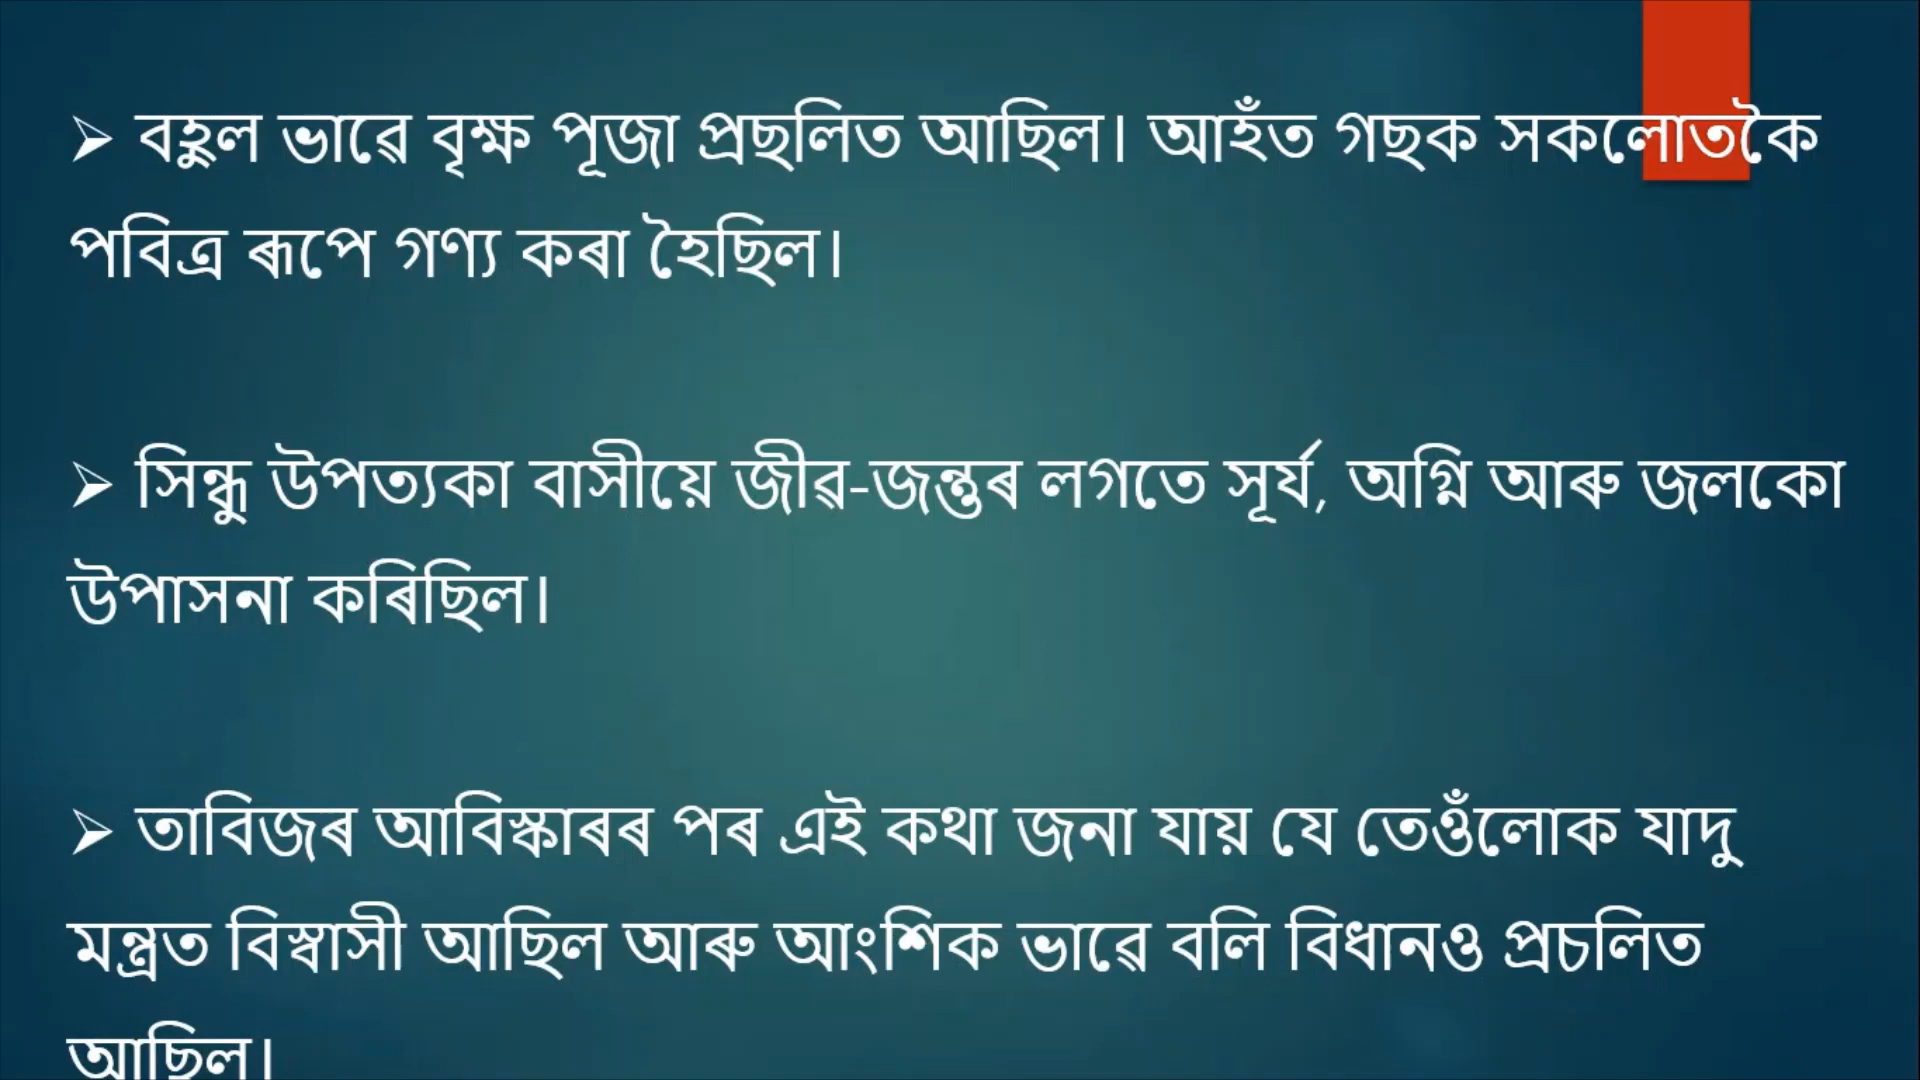 ➢ বহুল ভাৱে বৃক্ষ পূজা প্ৰছলিত আছিল। আহঁত গছক সকলোতকৈ
পবিত্ৰ ৰূপে গণ্য কৰা হৈছিল।
➢ সিন্ধু উপত্যকা বাসীয়ে জীৱ-জন্তুৰ লগতে সূৰ্য, অগ্নি আৰু জলকো
উপাসনা কৰিছিল।
➢ তাবিজৰ আবিস্কাৰৰ পৰ এই কথা জনা যায় যে তেওঁলোক যাদু
মন্ত্ৰত বিস্বাসী আছিল আৰু আংশিক ভাৱে বলি বিধানও প্ৰচলিত
আছিল।